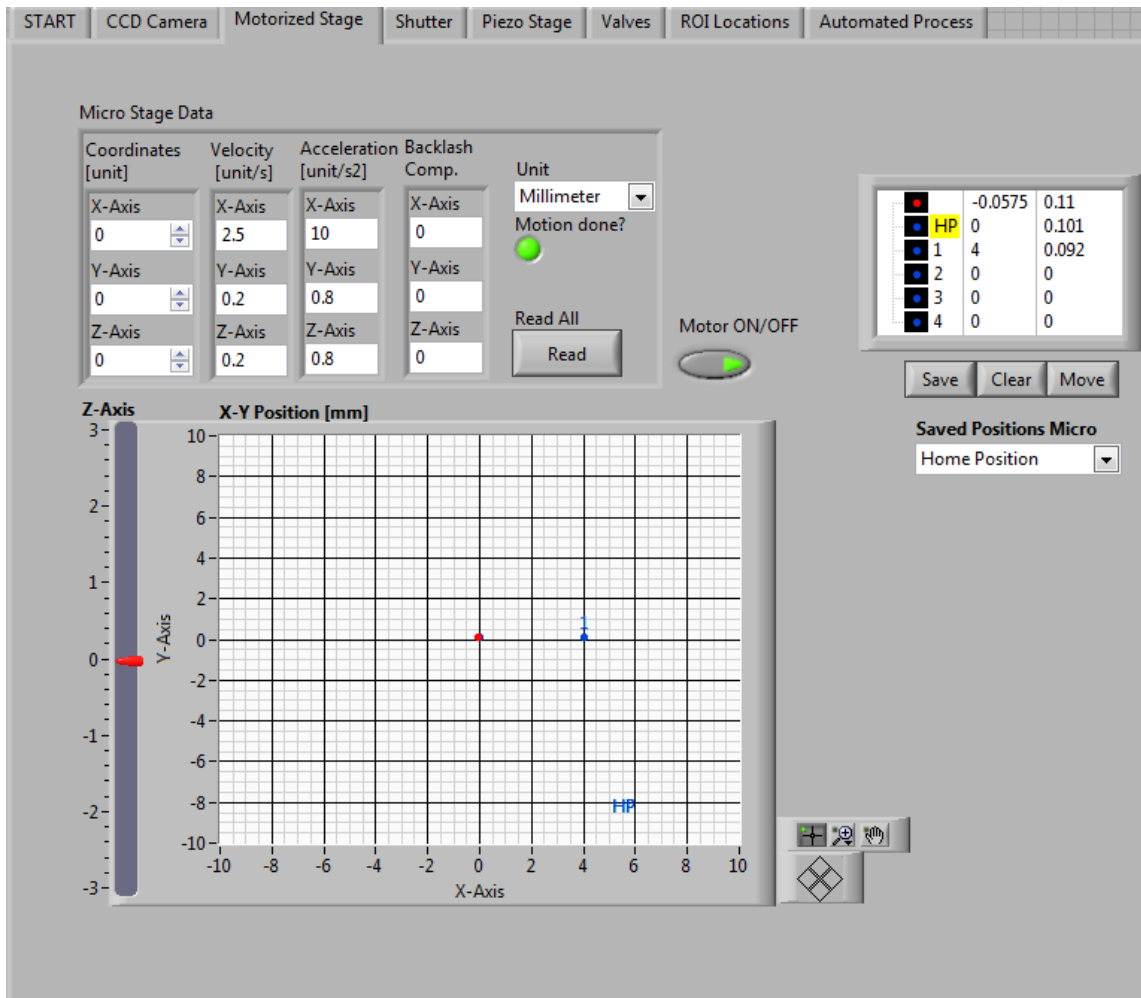 START CCD Camera Motorized Stage Shutter Piezo Stage Valves ROI Locations Automated Process
Micro Stage Data
Coordinates Velocity Acceleration Backlash
[unit] [unit/s] [unit/s2] Comp. Unit
X-Axis X-Axis X-Axis X-Axis Millimeter
0 2.5 10 0 Motion done?
Y-Axis Y-Axis Y-Axis Y-Axis
0 0.2 0.8 0
Z-Axis Z-Axis Z-Axis Z-Axis Read All
0 0.2 0.8 0 Read
Motor ON/OFF
-0.0575 0.11
HP 0 0.101
1 4 0.092
2 0 0
3 0 0
4 0 0
Save Clear Move
Saved Positions Micro
Home Position
Z-Axis
3
2
1
0
-1
-2
-3
X-Y Position [mm]
Y-Axis
10
8
6
4
2
0
-2
-4
-6
-8
-10
1
HP
-10 -8 -6 -4 -2 0 2 4 6 8 10
X-Axis